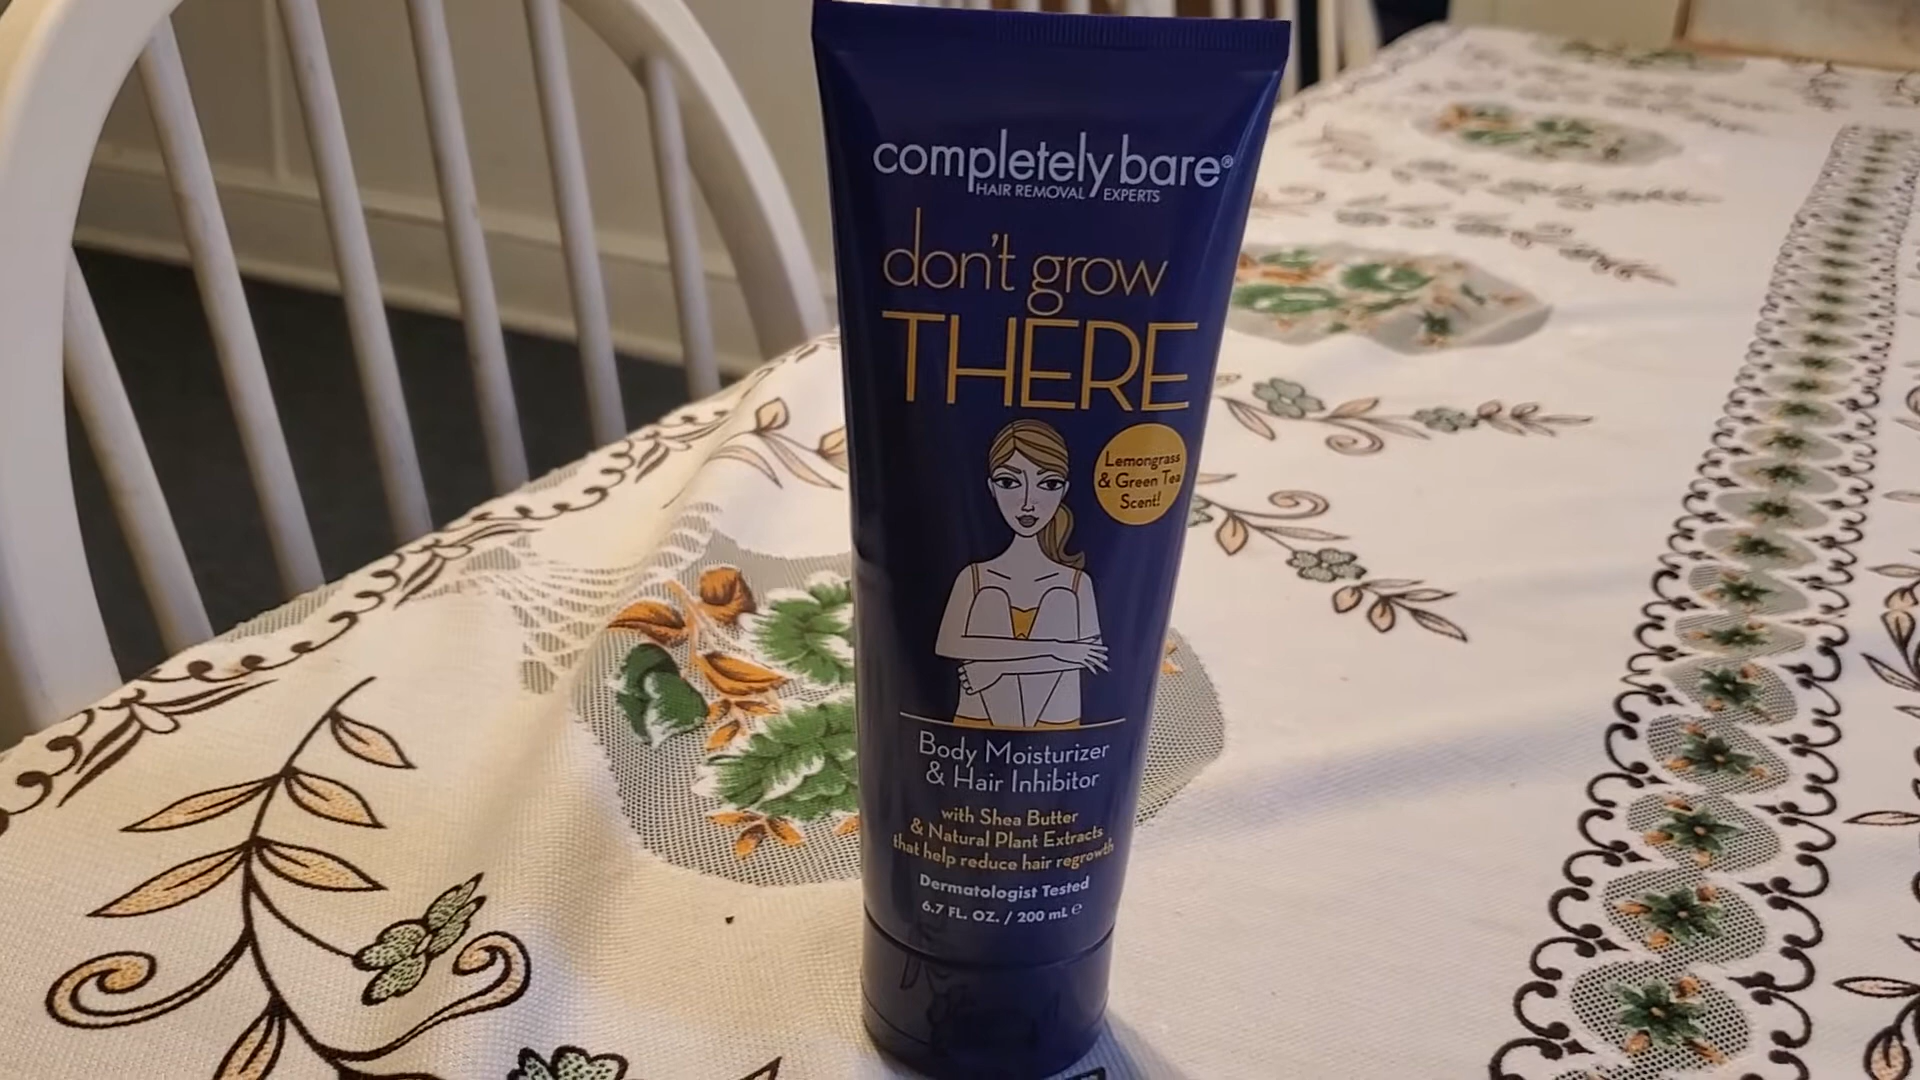 completely bare®
HAIR REMOVAL EXPERTS
don't grow
THERE
Lemongrass
& Green Tea
Scent!
Body Moisturizer
& Hair Inhibitor
with Shea Butter
& Natural Plant Extracts
that help reduce hair regrowth
Dermatologist Tested
6.7 FL. OZ. / 200 mL ℮